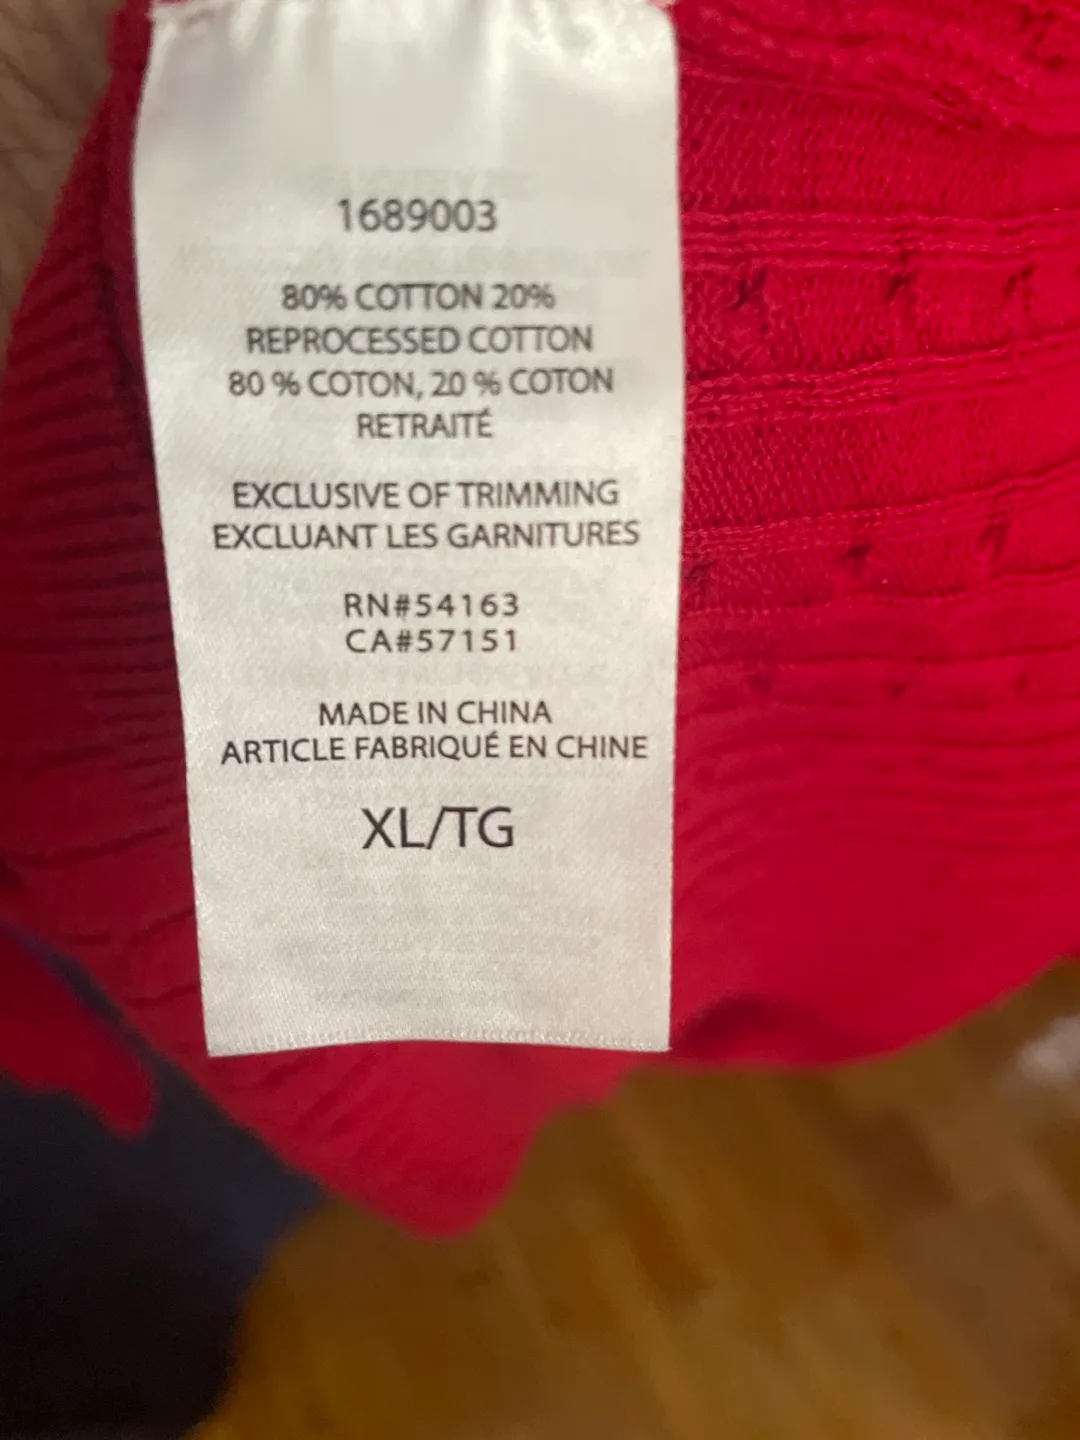 1689003
80% COTTON 20%
REPROCESSED COTTON
80 % COTON, 20 % COTON
RETRAITÉ
EXCLUSIVE OF TRIMMING
EXCLUANT LES GARNITURES
RN#54163
CA#57151
MADE IN CHINA
ARTICLE FABRIQUÉ EN CHINE
XL/TG